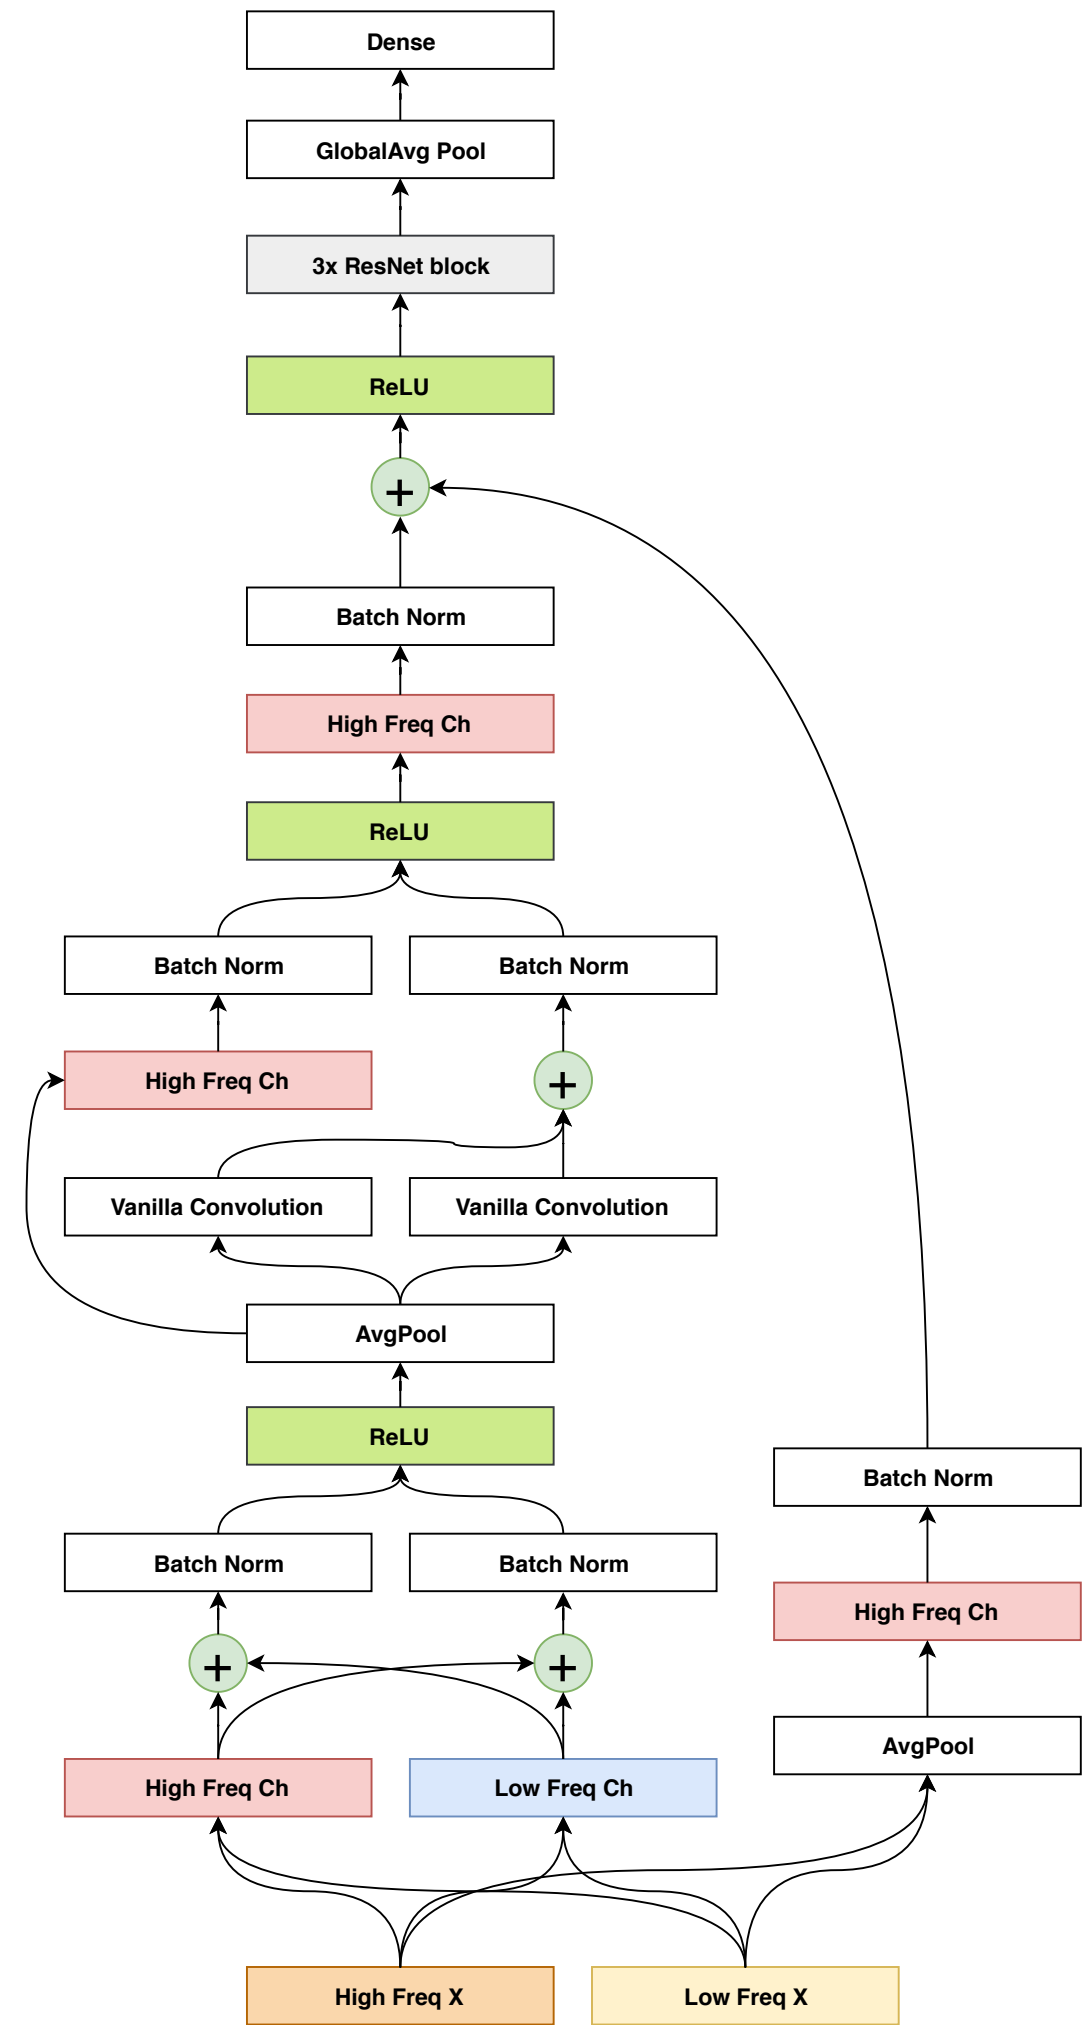 Dense
GlobalAvg Pool
3x ResNet block
ReLU
+
Batch Norm
High Freq Ch
ReLU
Batch Norm
Batch Norm
High Freq Ch
+
Vanilla Convolution
Vanilla Convolution
AvgPool
ReLU
Batch Norm
Batch Norm
Batch Norm
High Freq Ch
+
+
AvgPool
High Freq Ch
Low Freq Ch
High Freq X
Low Freq X